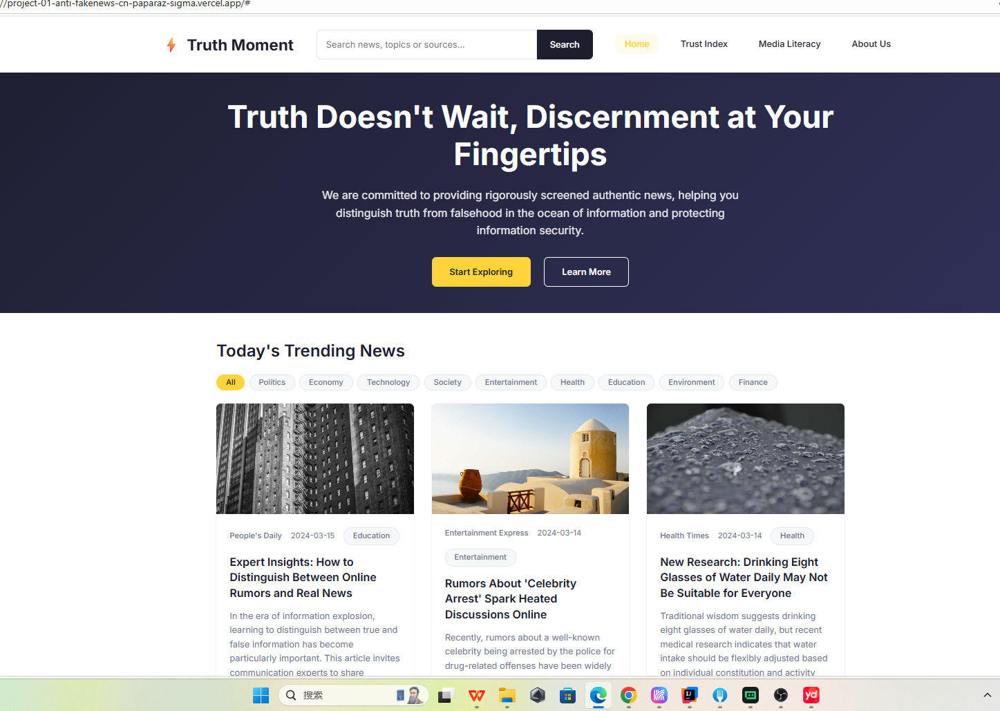 //project-01-anti-fakenews-cn-paparaz-sigma.vercel.app/#
Truth Moment
Search news, topics or sources...
Search
Home
Trust Index
Media Literacy
About Us
Truth Doesn't Wait, Discernment at Your
Fingertips
We are committed to providing rigorously screened authentic news, helping you
distinguish truth from falsehood in the ocean of information and protecting
information security.
Start Exploring
Learn More
Today's Trending News
All
Politics
Economy
Technology
Society
Entertainment
Health
Education
Environment
Finance
People's Daily
2024-03-15
Education
Expert Insights: How to
Distinguish Between Online
Rumors and Real News
In the era of information explosion,
learning to distinguish between true and
false information has become
particularly important. This article invites
communication experts to share
Entertainment Express
2024-03-14
Entertainment
Rumors About 'Celebrity
Arrest' Spark Heated
Discussions Online
Recently, rumors about a well-known
celebrity being arrested by the police for
drug-related offenses have been widely
Health Times
2024-03-14
Health
New Research: Drinking Eight
Glasses of Water Daily May Not
Be Suitable for Everyone
Traditional wisdom suggests drinking
eight glasses of water daily, but recent
medical research indicates that water
intake should be flexibly adjusted based
on individual constitution and activity
搜索
yd